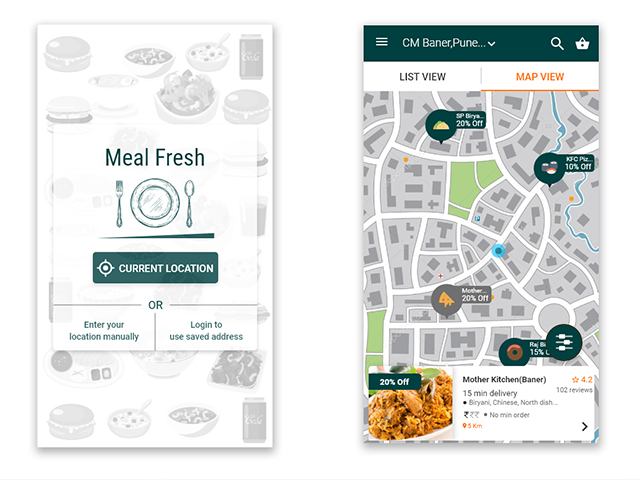 Meal Fresh
CURRENT LOCATION
OR
Enter your
location manually
Login to
use saved address
CM Baner,Pune...
LIST VIEW
MAP VIEW
SP Birya...
20% Off
KFC Piz...
10% Off
Mother...
20% Off
Raj Bi
15%
20% Off
Mother Kitchen(Baner)
4.2
15 min delivery
102 reviews
• Biryani, Chinese, North dish...
₹₹₹ • No min order
5 Km